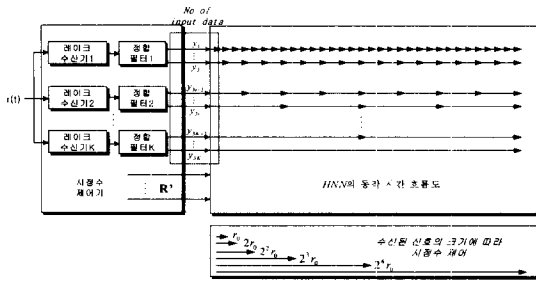 No of
input data
레이크
수신기1
정합
필터1
y₁
y₂
r(t)
레이크
수신기2
정합
필터2
레이크
수신기K
정합
필터K
시정수
제어기
HNN의 동작 시간 흐름도
r₀
2r₀
2²r₀
2³r₀
2⁴r₀
수신된 신호의 크기에 따라
시정수 제어